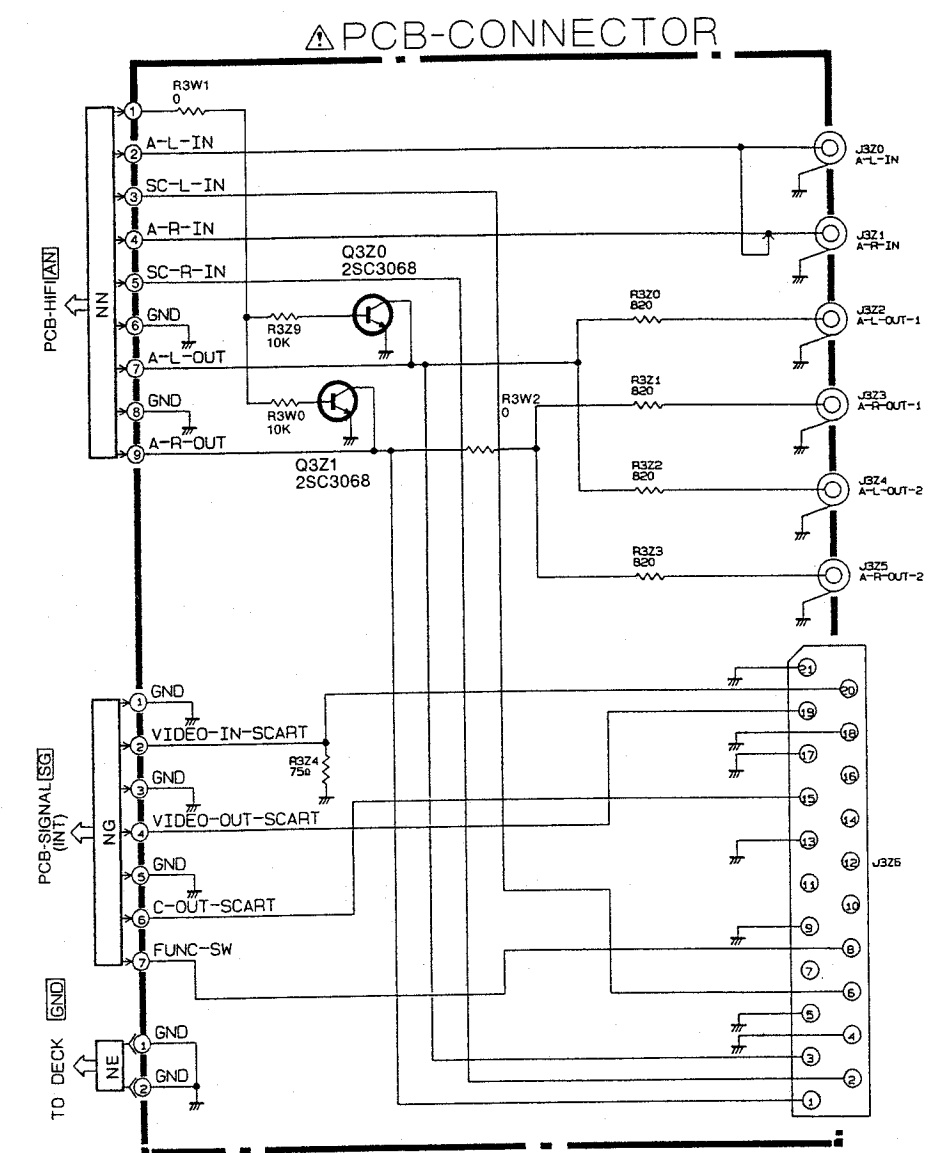 ⚠PCB-CONNECTOR
R3W1
0
1
A-L-IN
2
J3Z0
A-L-IN
SC-L-IN
3
A-R-IN
4
J3Z1
A-R-IN
SC-R-IN
5
Q3Z0
2SC3068
GND
6
R3Z9
10K
R3Z0
820
J3Z2
A-L-OUT-1
PCB-HIFI AN
NN
A-L-OUT
7
GND
8
R3W0
10K
R3W2
0
R3Z1
820
J3Z3
A-R-OUT-1
A-R-OUT
9
Q3Z1
2SC3068
R3Z2
820
J3Z4
A-L-OUT-2
R3Z3
820
J3Z5
A-R-OUT-2
21
20
19
18
17
16
15
14
13
12
11
10
9
8
7
6
5
4
3
2
1
J3Z6
PCB-SIGNAL SG
(INT)
NG
1
GND
2
VIDEO-IN-SCART
R3Z4
75Ω
3
GND
4
VIDEO-OUT-SCART
5
GND
6
C-OUT-SCART
7
FUNC-SW
TO DECK GND
NE
1
GND
2
GND